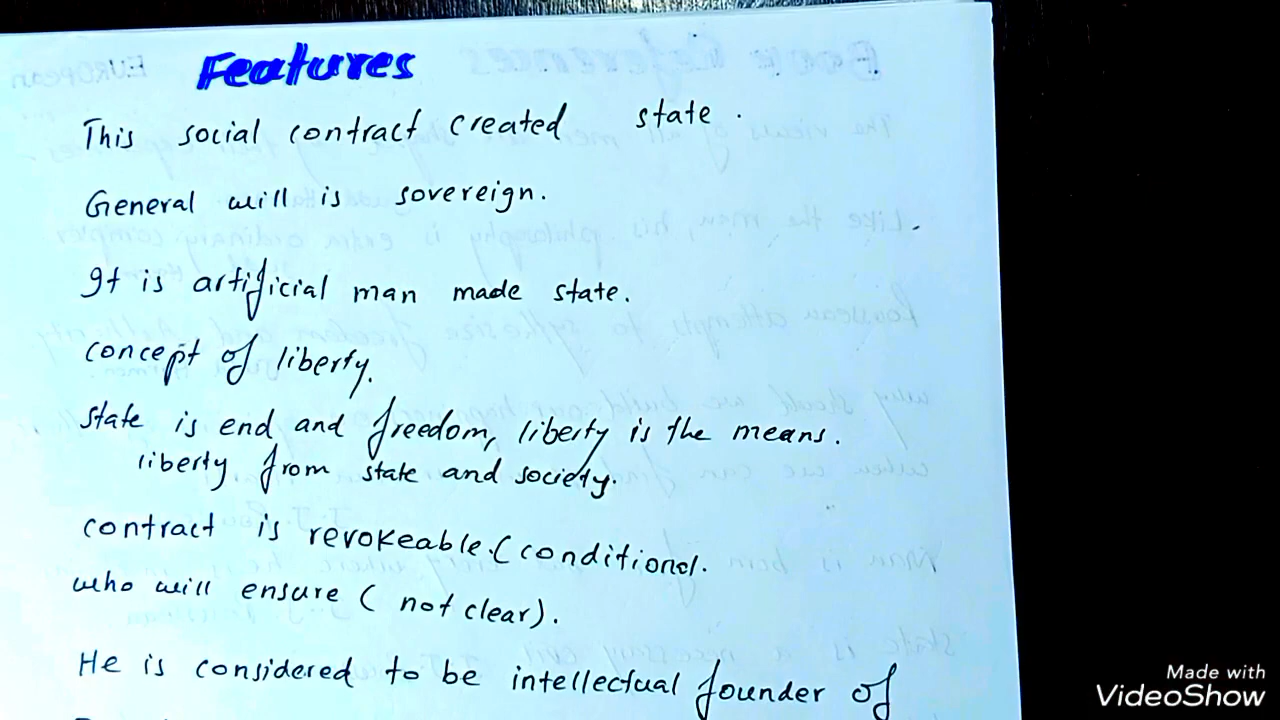 Features
This social contract created state.
General will is sovereign.
It is artificial man made state.
concept of liberty.
state is end and freedom, liberty is the means.
liberty from state and society.
contract is revokeable. (conditional.
who will ensure ( not clear).
He is considered to be intellectual founder of
Made with
VideoShow